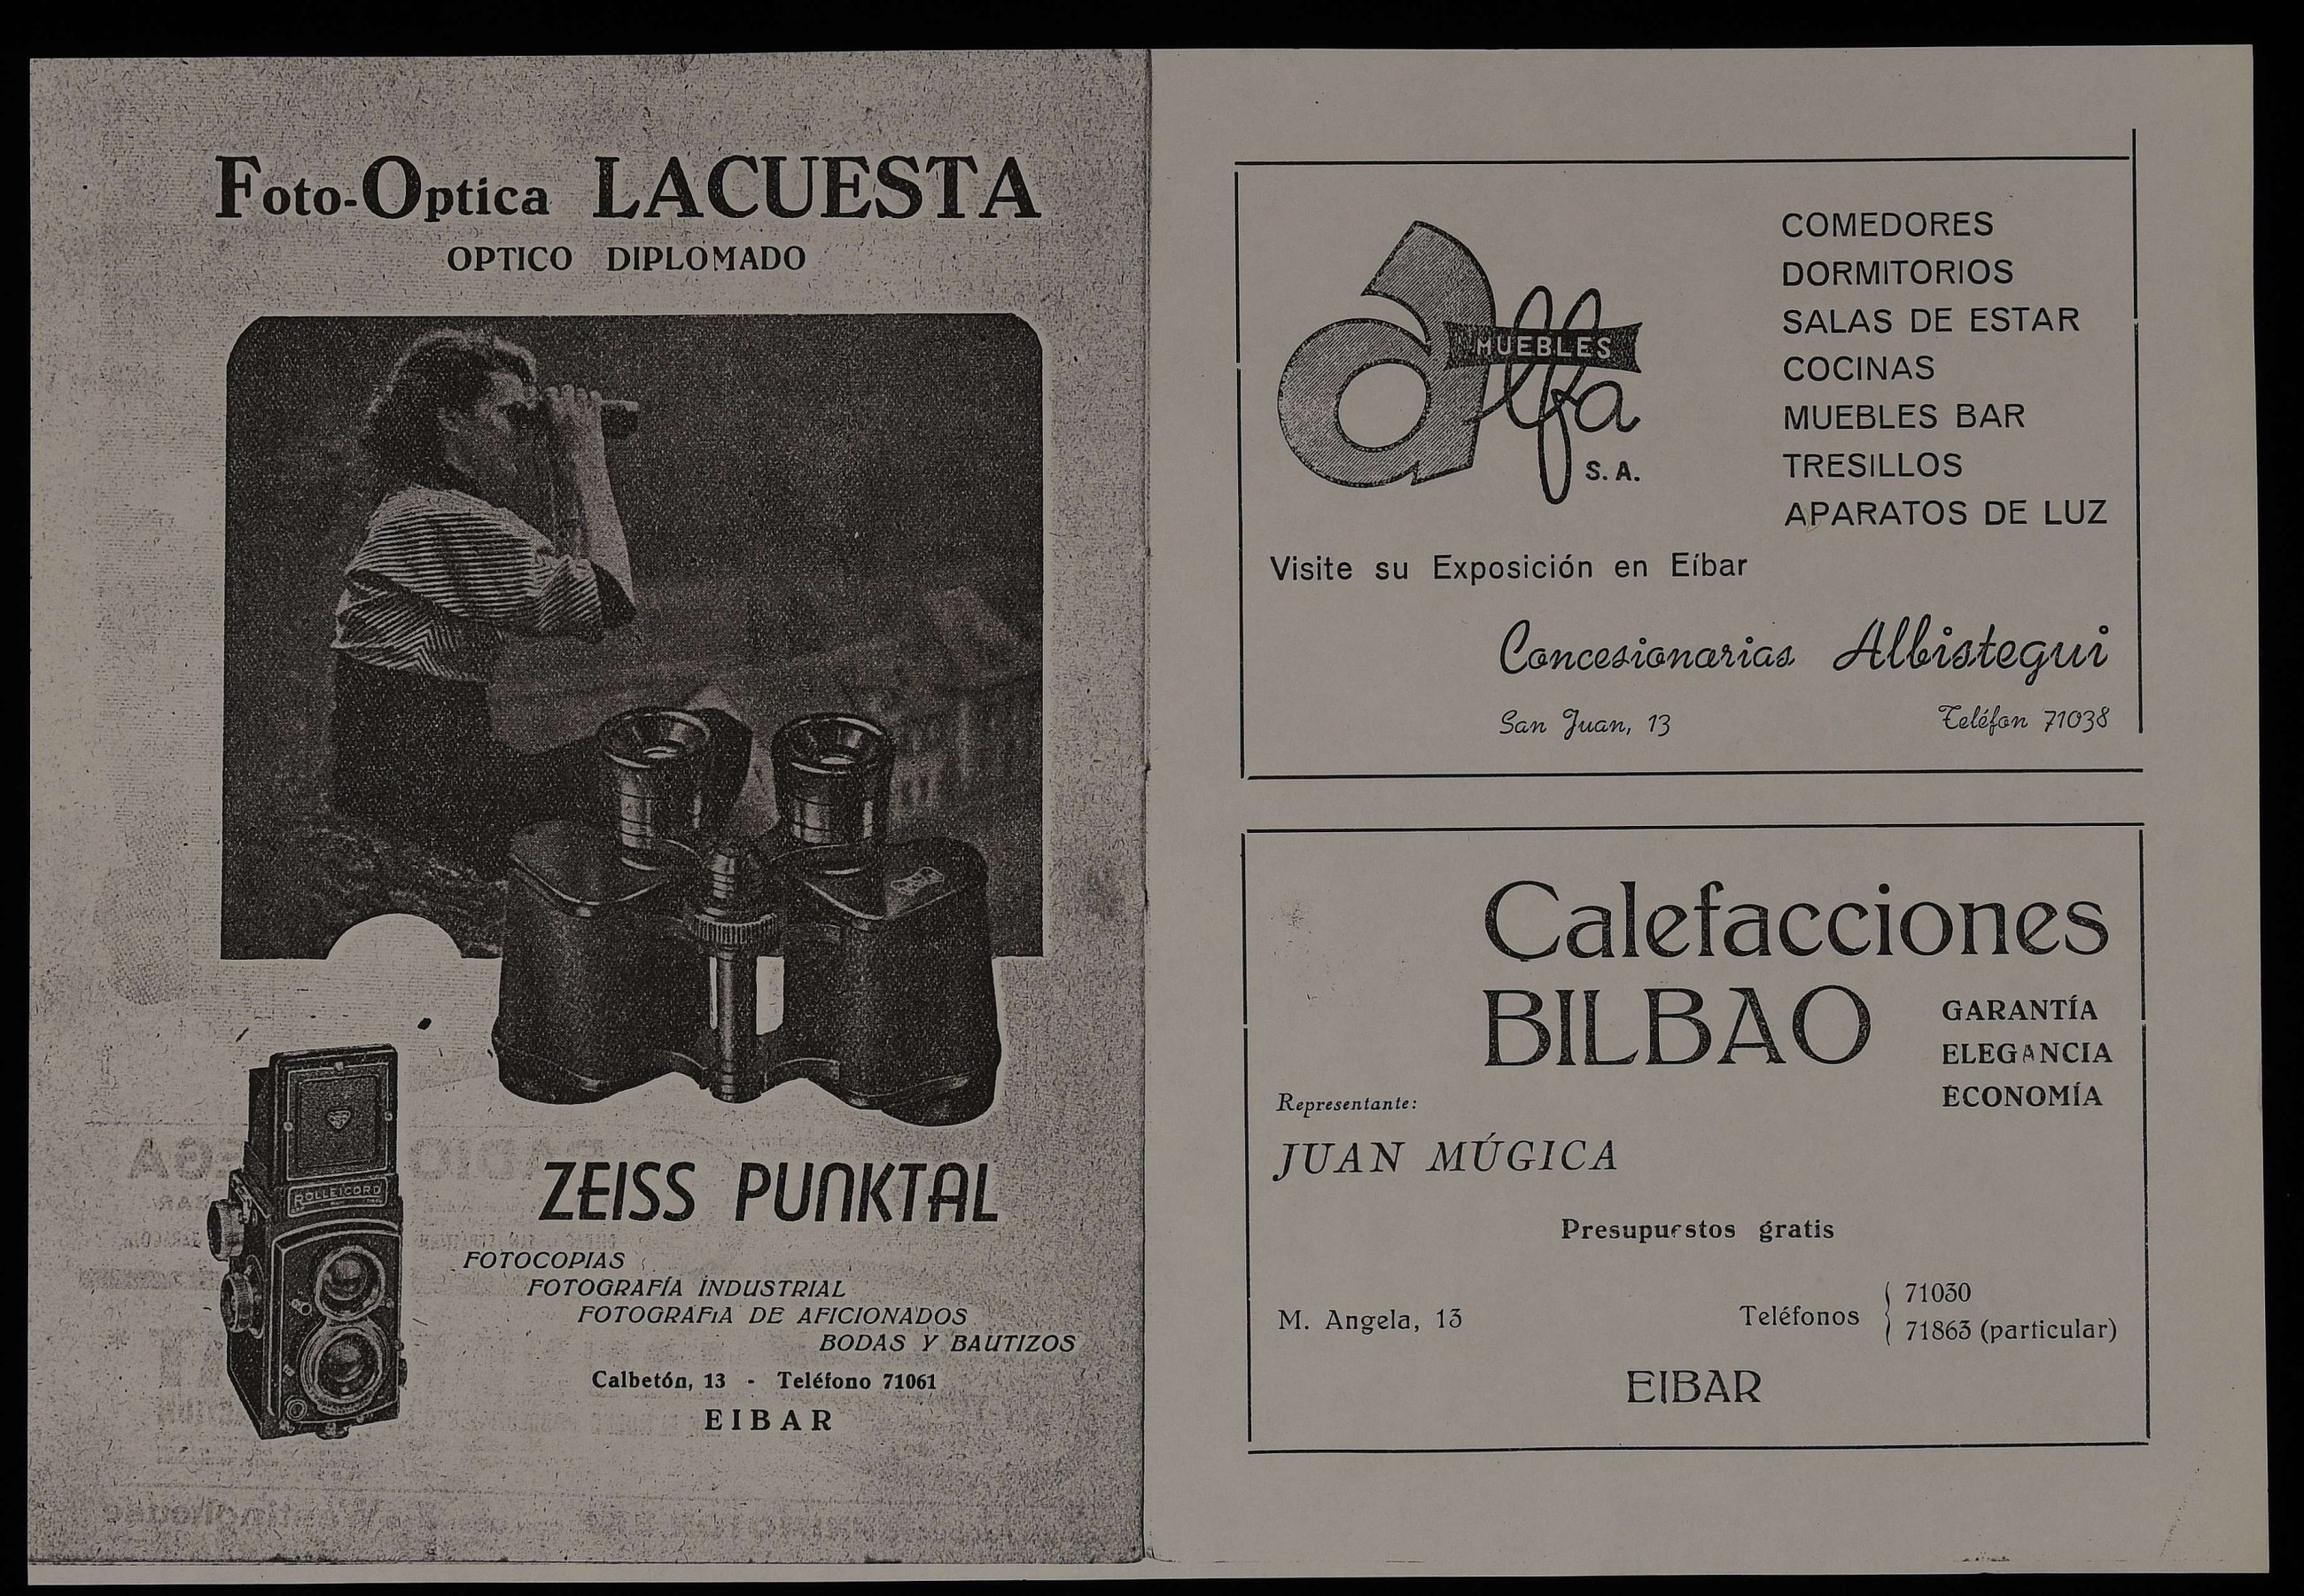 Foto-Optica LACUESTA
OPTICO DIPLOMADO
ROLLEICORD
ZEISS PUNKTAL
FOTOCOPIAS
FOTOGRAFÍA INDUSTRIAL
FOTOGRAFIA DE AFICIONADOS
BODAS Y BAUTIZOS
Calbetón, 13 - Teléfono 71061
EIBAR
MUEBLES
alfa
S. A.
COMEDORES
DORMITORIOS
SALAS DE ESTAR
COCINAS
MUEBLES BAR
TRESILLOS
APARATOS DE LUZ
Visite su Exposición en Eíbar
Concesionarias Albistegui
San Juan, 13 Teléfon 71038
Calefacciones
BILBAO
GARANTÍA
ELEGANCIA
ECONOMÍA
Representante:
JUAN MÚGICA
Presupuestos gratis
M. Angela, 13 Teléfonos { 71030
71863 (particular)
EIBAR